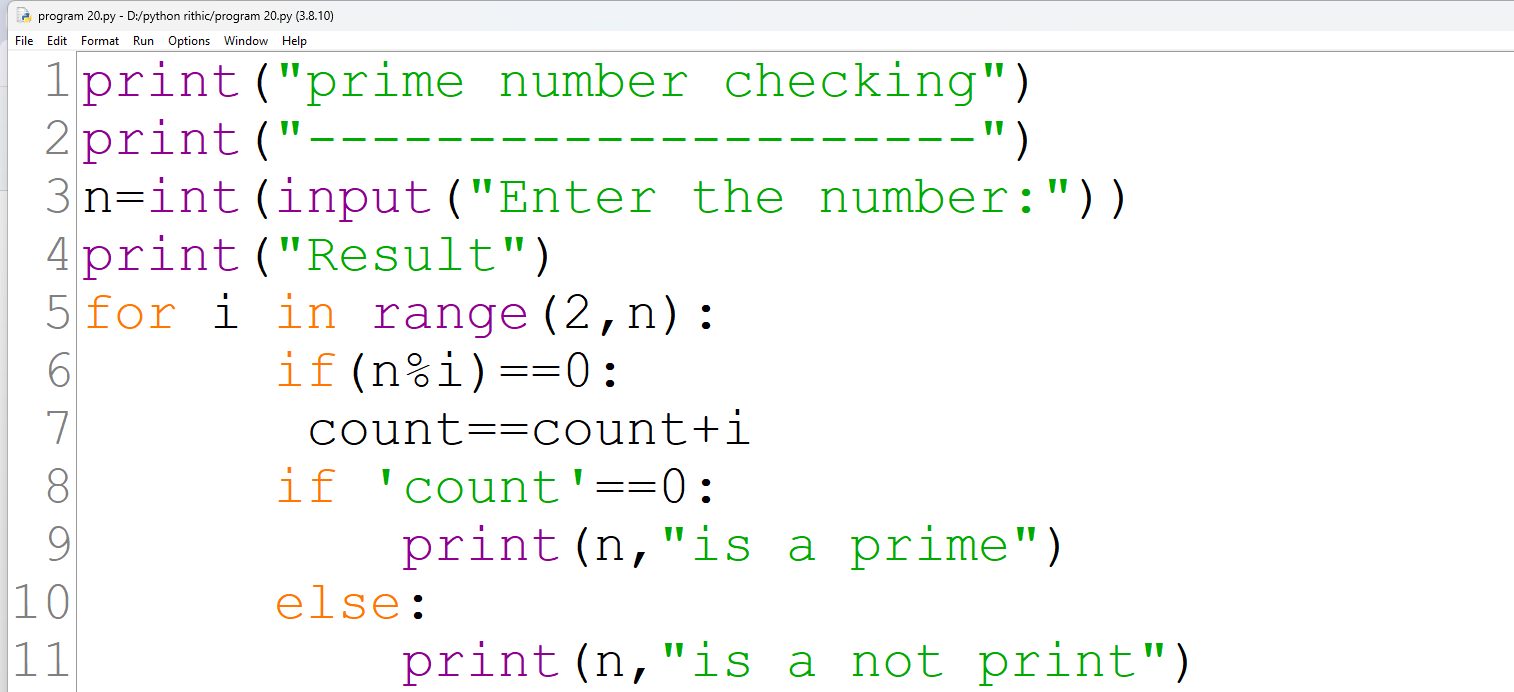 program 20.py - D:/python rithic/program 20.py (3.8.10)
File Edit Format Run Options Window Help
1 print("prime number checking")
2 print("---------------------")
3 n=int(input("Enter the number:"))
4 print("Result")
5 for i in range(2,n):
6 if(n%i)==0:
7 count==count+i
8 if 'count'==0:
9 print(n,"is a prime")
10 else:
11 print(n,"is a not print")